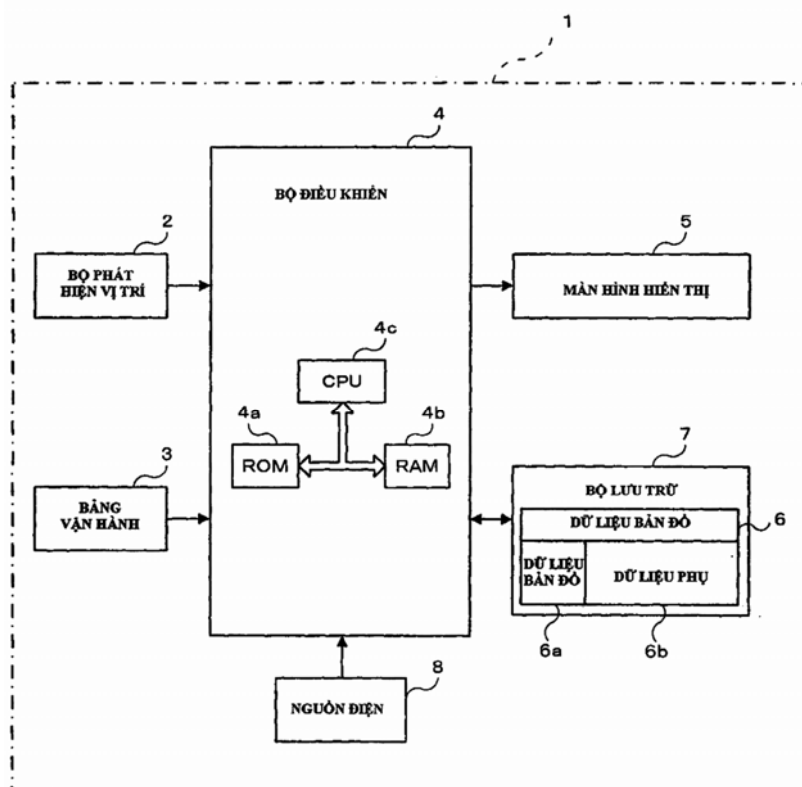 1
4
BỘ ĐIỀU KHIỂN
2
BỘ PHÁT
HIỆN VỊ TRÍ
5
MÀN HÌNH HIỂN THỊ
4c
CPU
4a
ROM
4b
RAM
3
BẢNG
VẬN HÀNH
7
BỘ LƯU TRỮ
DỮ LIỆU BẢN ĐỒ
6
DỮ LIỆU
BẢN ĐỒ
DỮ LIỆU PHỤ
6a
6b
8
NGUỒN ĐIỆN